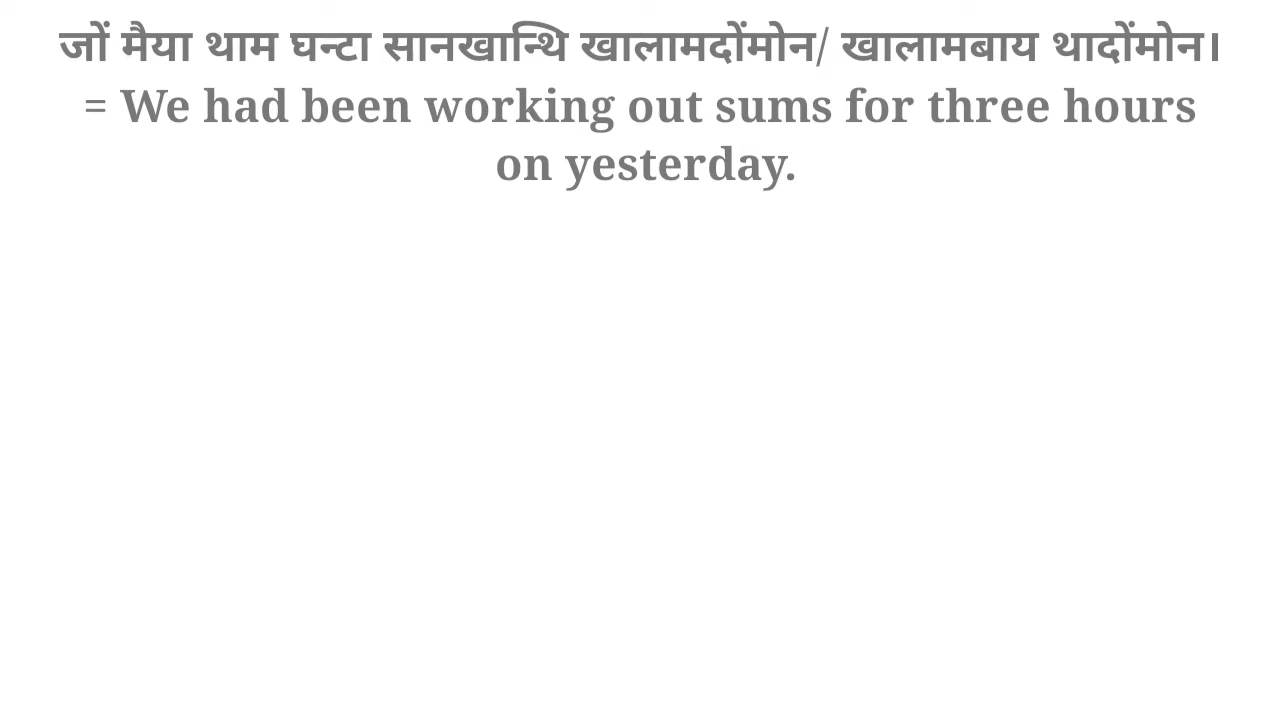 जों मैया थाम घन्टा सानखान्थि खालामदोंमोन/ खालामबाय थादोंमोन।
= We had been working out sums for three hours
on yesterday.